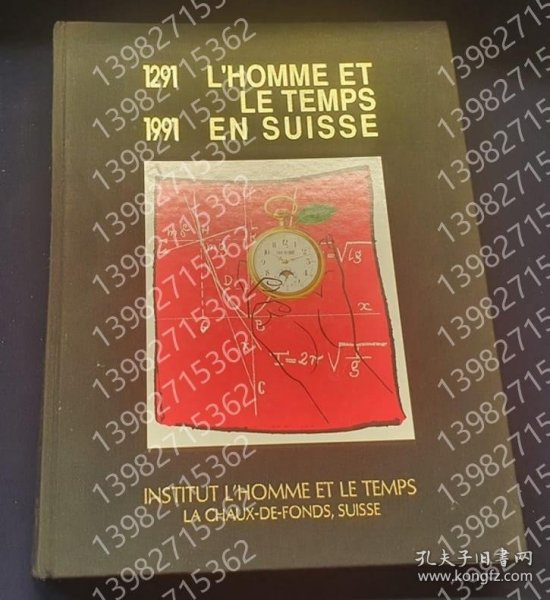 1291 L'HOMME ET
LE TEMPS
1991 EN SUISSE
T=2π√l/g
x
B
C
INSTITUT L'HOMME ET LE TEMPS
LA CHAUX-DE-FONDS, SUISSE
13982715362
孔夫子旧书网
www.kongfz.com